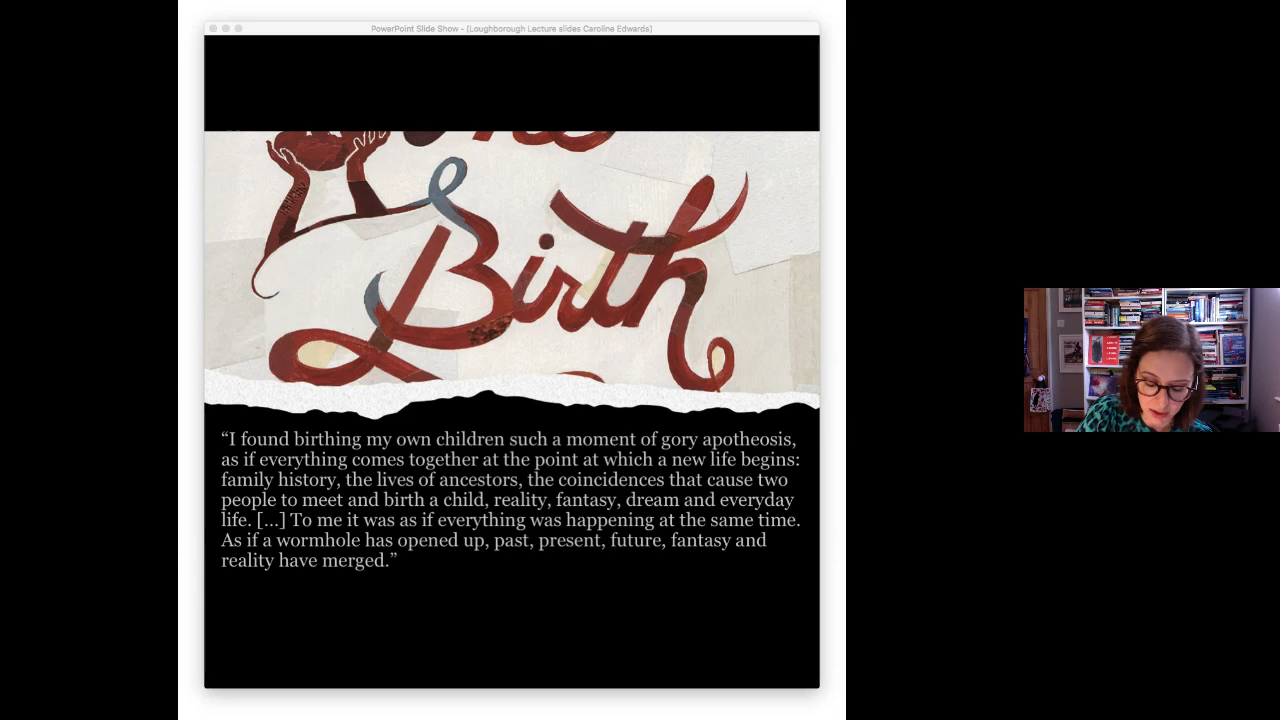 PowerPoint Slide Show - [Loughborough Lecture slides Caroline Edwards]
Birth
“I found birthing my own children such a moment of gory apotheosis,
as if everything comes together at the point at which a new life begins:
family history, the lives of ancestors, the coincidences that cause two
people to meet and birth a child, reality, fantasy, dream and everyday
life. […] To me it was as if everything was happening at the same time.
As if a wormhole has opened up, past, present, future, fantasy and
reality have merged.”